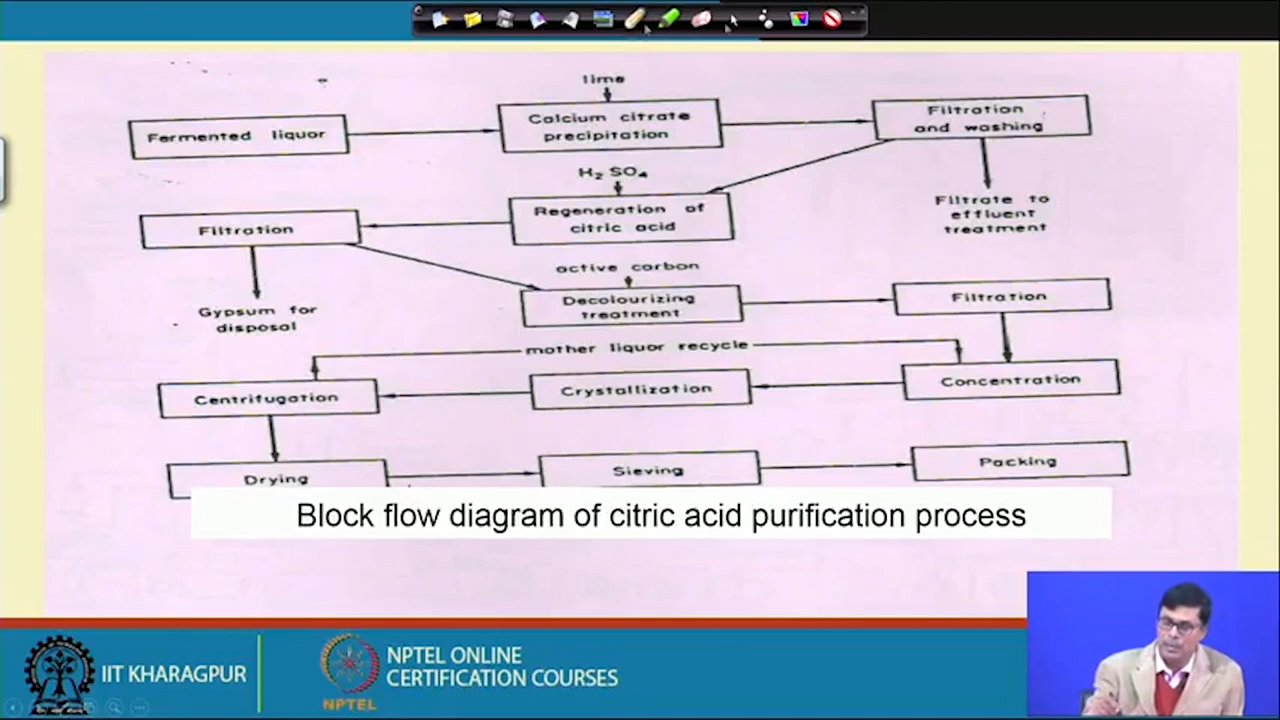 lime
Fermented liquor
Calcium citrate
precipitation
Filtration
and washing
H₂SO₄
Filtrate to
effluent
treatment
Regeneration of
citric acid
Filtration
Gypsum for
disposal
active carbon
Decolourizing
treatment
Filtration
mother liquor recycle
Concentration
Crystallization
Centrifugation
Drying
Sieving
Packing
Block flow diagram of citric acid purification process
IIT KHARAGPUR
NPTEL
NPTEL ONLINE
CERTIFICATION COURSES